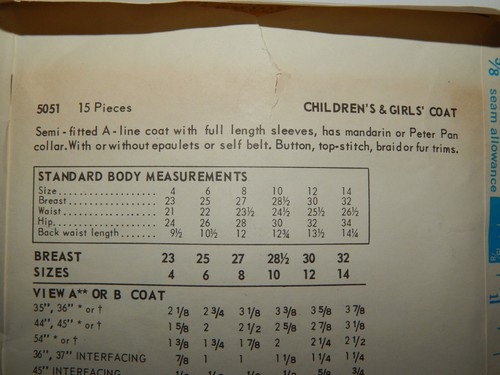 5051 15 Pieces CHILDREN'S & GIRLS' COAT
Semi-fitted A-line coat with full length sleeves, has mandarin or Peter Pan
collar. With or without epaulets or self belt. Button, top-stitch, braid or fur trims.
STANDARD BODY MEASUREMENTS
Size.................. 4 6 8 10 12 14
Breast................ 23 25 27 28½ 30 32
Waist................. 21 22 23½ 24½ 25½ 26½
Hip................... 24 26 28 30 32 34
Back waist length....... 9½ 10½ 12 12¾ 13½ 14¼
BREAST 23 25 27 28½ 30 32
SIZES 4 6 8 10 12 14
VIEW A** OR B COAT
35", 36" * or † 2 1/8 2 3/4 3 1/8 3 3/8 3 5/8 3 7/8
44", 45" * or † 1 5/8 2 2 1/2 2 5/8 2 7/8 3 1/8
54" * or † 1 3/8 1 3/4 1 7/8 2 2 1/4 2 1/2
36", 37" INTERFACING 7/8 1 1 1 1/8 1 1/4 1 1/4
45" INTERFACING
seam allowance